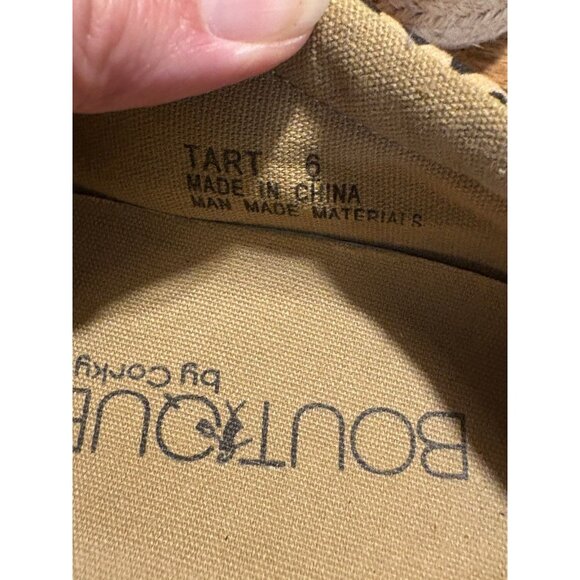 TART 6
MADE IN CHINA
MAN MADE MATERIALS
BOUTIQUE
by Corky